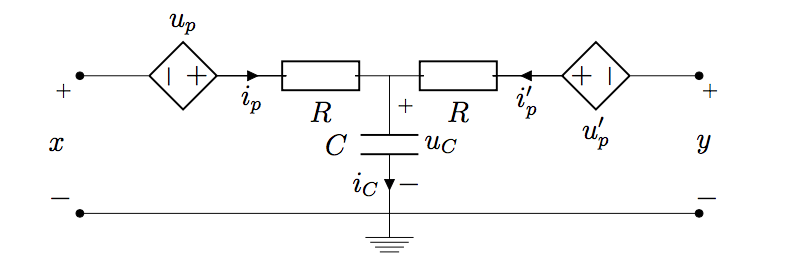 u_p
− +
+ −
+
i_p
R
+
R
i'_p
+
x
C
u_C
u'_p
y
−
i_C
−
−